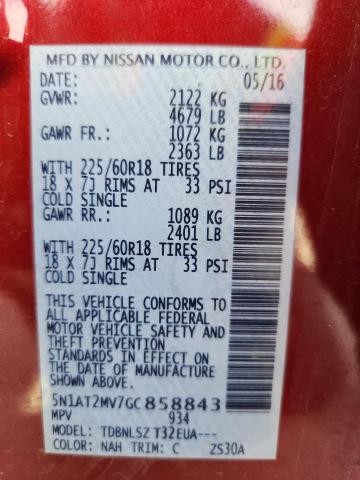 MFD BY NISSAN MOTOR CO., LTD.
DATE: 05/16
GVWR: 2122 KG
4679 LB
GAWR FR.: 1072 KG
2363 LB
WITH 225/60R18 TIRES
18 X 7J RIMS AT 33 PSI
COLD SINGLE
GAWR RR.: 1089 KG
2401 LB
WITH 225/60R18 TIRES
18 X 7J RIMS AT 33 PSI
COLD SINGLE
THIS VEHICLE CONFORMS TO
ALL APPLICABLE FEDERAL
MOTOR VEHICLE SAFETY AND
THEFT PREVENTION
STANDARDS IN EFFECT ON
THE DATE OF MANUFACTURE
SHOWN ABOVE.
5N1AT2MV7GC858843
MPV 934
MODEL: TDBNLSZ T32EUA---
COLOR: NAH TRIM: C ZS30A